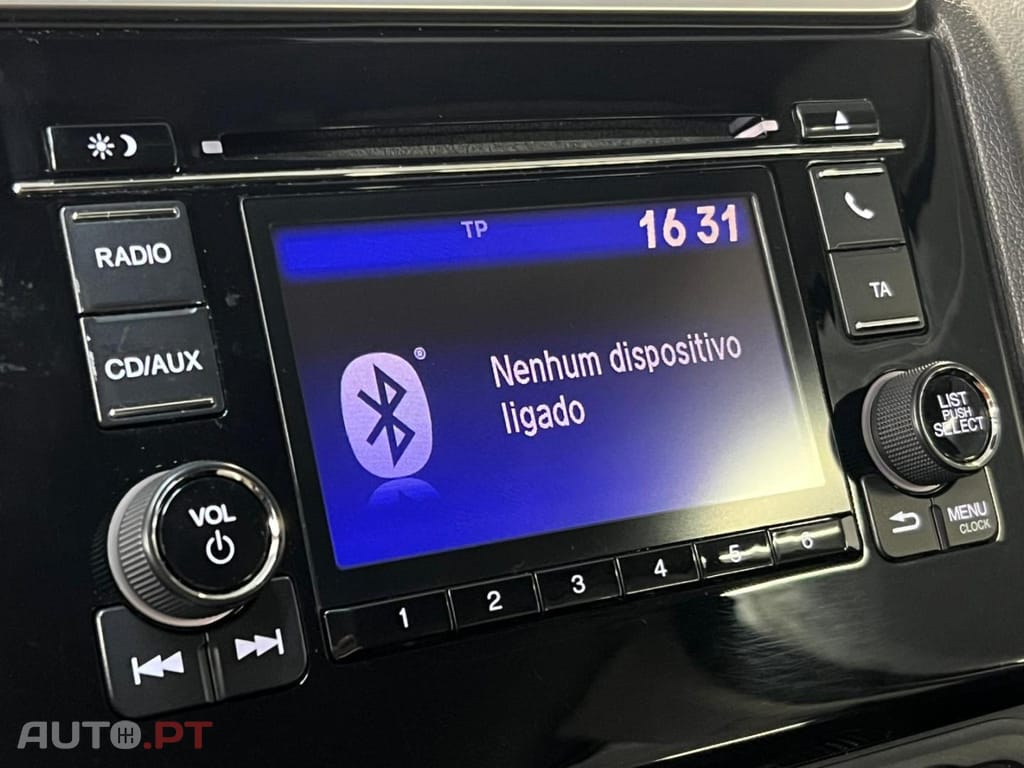 TP
16 31
RADIO
CD/AUX
Nenhum dispositivo
ligado
®
TA
LIST
PUSH
SELECT
VOL
MENU
CLOCK
1 2 3 4 5 6
AUTO.PT